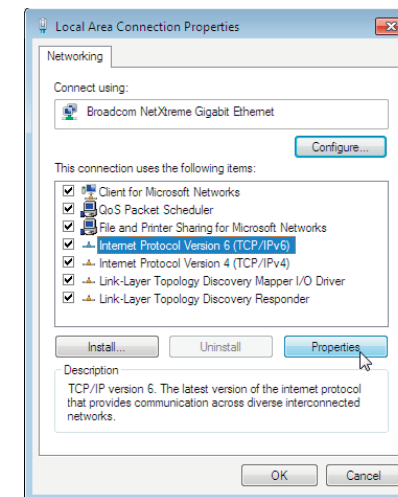 Local Area Connection Properties
Networking
Connect using:
Broadcom NetXtreme Gigabit Ethernet
Configure...
This connection uses the following items:
Client for Microsoft Networks
QoS Packet Scheduler
File and Printer Sharing for Microsoft Networks
Internet Protocol Version 6 (TCP/IPv6)
Internet Protocol Version 4 (TCP/IPv4)
Link-Layer Topology Discovery Mapper I/O Driver
Link-Layer Topology Discovery Responder
Install... Uninstall Properties
Description
TCP/IP version 6. The latest version of the internet protocol
that provides communication across diverse interconnected
networks.
OK Cancel